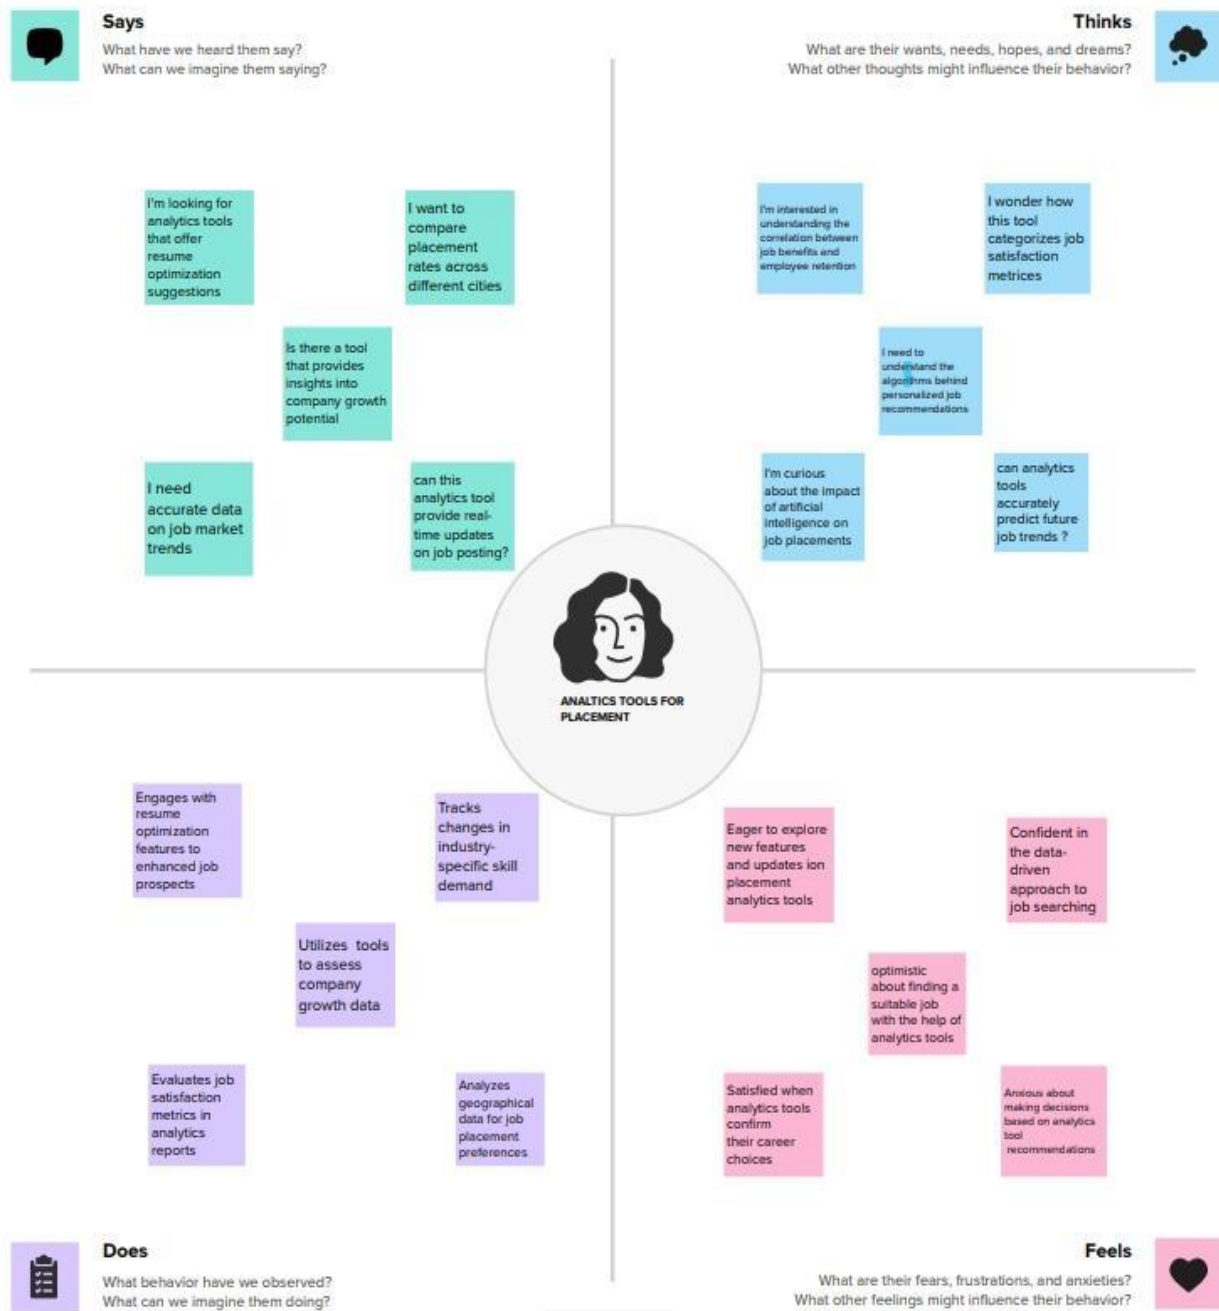 Says
What have we heard them say?
What can we imagine them saying?
Thinks
What are their wants, needs, hopes, and dreams?
What other thoughts might influence their behavior?
I'm looking for
analytics tools
that offer
resume
optimization
suggestions
I want to
compare
placement
rates across
different cities
Is there a tool
that provides
insights into
company growth
potential
I need
accurate data
on job market
trends
can this
analytics tool
provide real-
time updates
on job posting?
I'm interested in
understanding the
correlation between
job benefits and
employee retention
I wonder how
this tool
categorizes job
satisfaction
metrices
I need to
understand the
algorithms behind
personalized job
recommendations
I'm curious
about the impact
of artificial
intelligence on
job placements
can analytics
tools
accurately
predict future
job trends ?
ANALTICS TOOLS FOR
PLACEMENT
Engages with
resume
optimization
features to
enhanced job
prospects
Tracks
changes in
industry-
specific skill
demand
Utilizes tools
to assess
company
growth data
Evaluates job
satisfaction
metrics in
analytics
reports
Analyzes
geographical
data for job
placement
preferences
Eager to explore
new features
and updates ion
placement
analytics tools
Confident in
the data-
driven
approach to
job searching
optimistic
about finding a
suitable job
with the help of
analytics tools
Satisfied when
analytics tools
confirm
their career
choices
Anxious about
making decisions
based on analytics
tool
recommendations
Does
What behavior have we observed?
What can we imagine them doing?
Feels
What are their fears, frustrations, and anxieties?
What other feelings might influence their behavior?